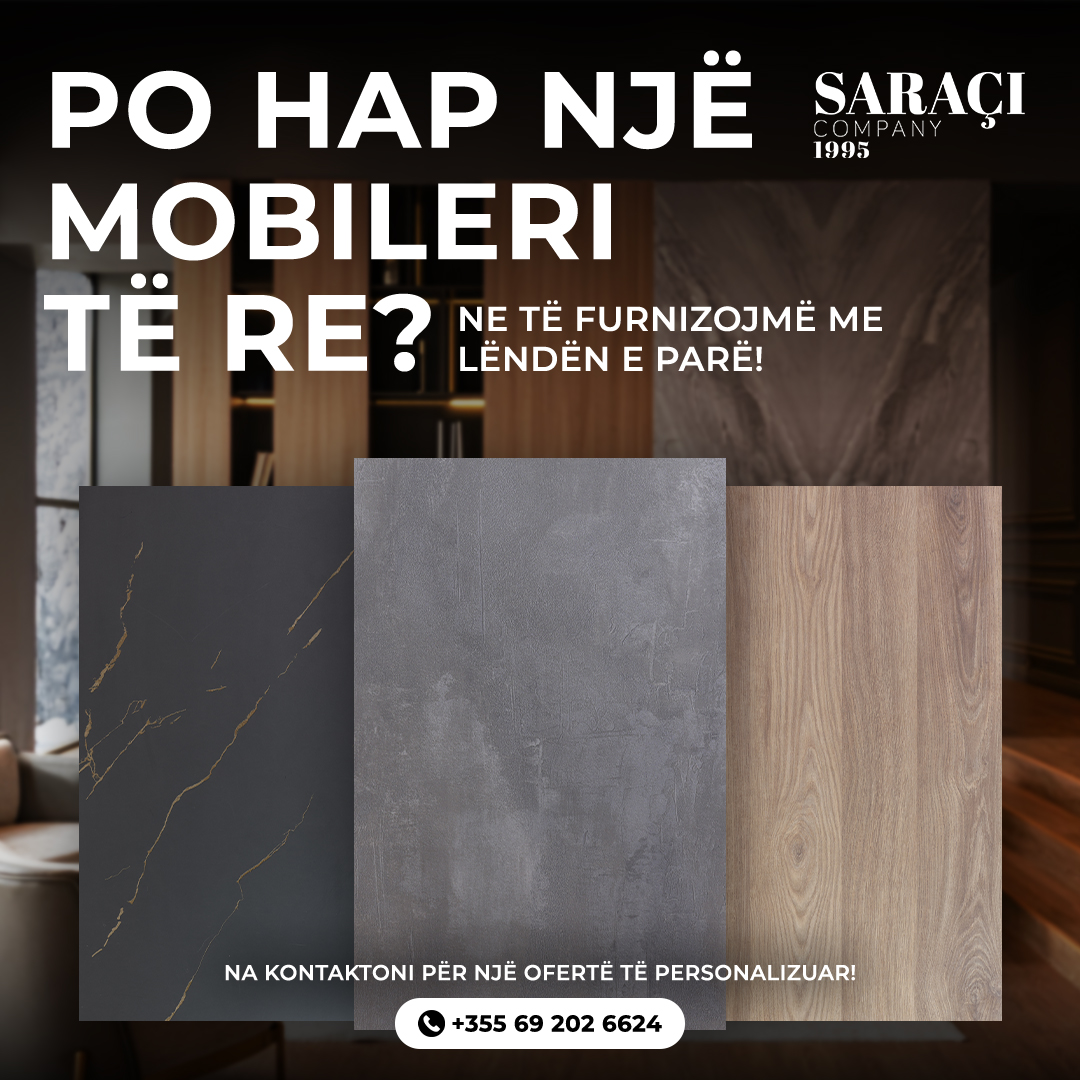 PO HAP NJË
MOBILERI
TË RE?
SARAÇI
COMPANY
1995
NE TË FURNIZOJMË ME
LËNDËN E PARË!
NA KONTAKTONI PËR NJË OFERTË TË PERSONALIZUAR!
+355 69 202 6624